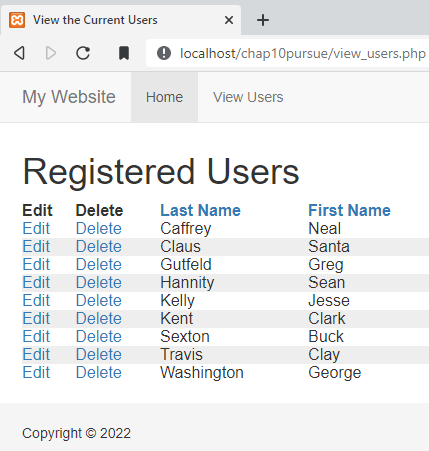 View the Current Users
localhost/chap10pursue/view_users.php
My Website Home View Users
Registered Users
Edit Delete Last Name First Name
Edit Delete Caffrey Neal
Edit Delete Claus Santa
Edit Delete Gutfeld Greg
Edit Delete Hannity Sean
Edit Delete Kelly Jesse
Edit Delete Kent Clark
Edit Delete Sexton Buck
Edit Delete Travis Clay
Edit Delete Washington George
Copyright © 2022